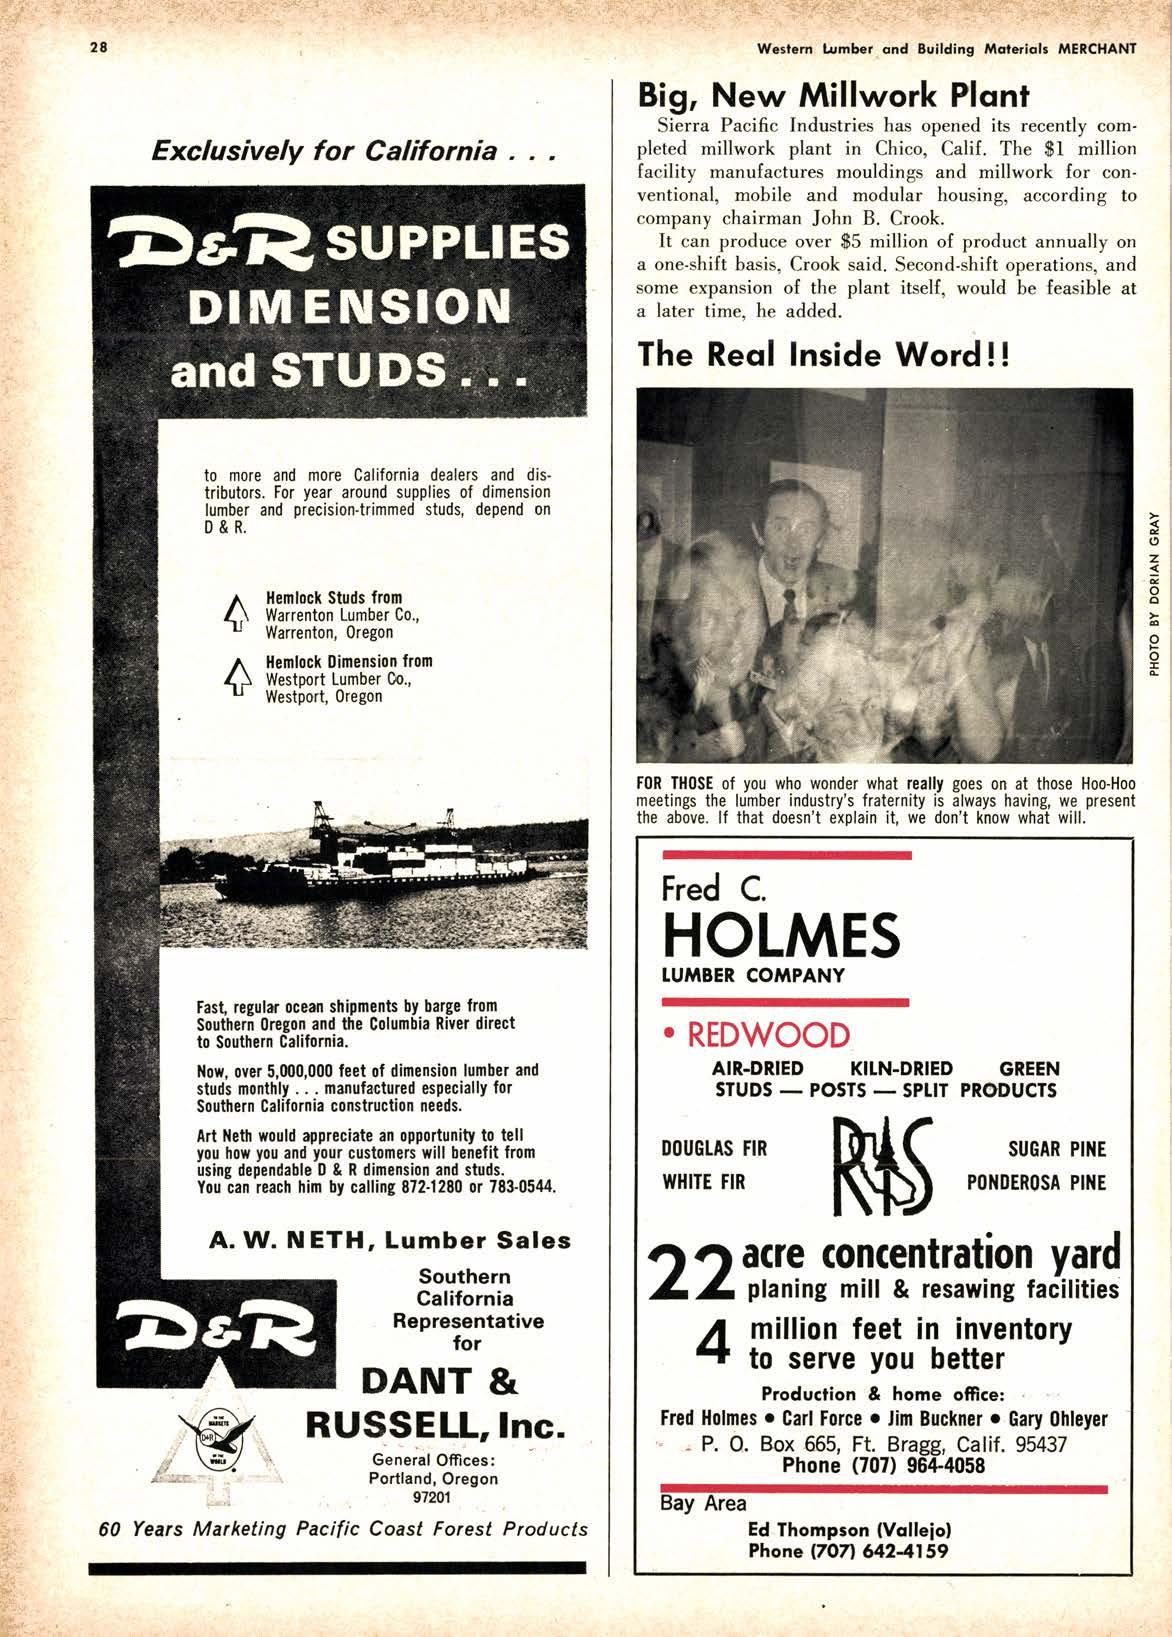 28
Western Lumber and Building Materials MERCHANT
Exclusively for California . . .
D&R SUPPLIES
DIMENSION
and STUDS . . .
to more and more California dealers and dis-
tributors. For year around supplies of dimension
lumber and precision-trimmed studs, depend on
D & R.
Hemlock Studs from
Warrenton Lumber Co.,
Warrenton, Oregon
Hemlock Dimension from
Westport Lumber Co.,
Westport, Oregon
Fast, regular ocean shipments by barge from
Southern Oregon and the Columbia River direct
to Southern California.
Now, over 5,000,000 feet of dimension lumber and
studs monthly . . . manufactured especially for
Southern California construction needs.
Art Neth would appreciate an opportunity to tell
you how you and your customers will benefit from
using dependable D & R dimension and studs.
You can reach him by calling 872-1280 or 783-0544.
A. W. NETH, Lumber Sales
Southern
California
Representative
for
D&R
DANT &
RUSSELL, Inc.
TO THE
MARKETS
D&R
OF THE
WORLD
General Offices:
Portland, Oregon
97201
60 Years Marketing Pacific Coast Forest Products
Big, New Millwork Plant
Sierra Pacific Industries has opened its recently com-
pleted millwork plant in Chico, Calif. The $1 million
facility manufactures mouldings and millwork for con-
ventional, mobile and modular housing, according to
company chairman John B. Crook.
It can produce over $5 million of product annually on
a one-shift basis, Crook said. Second-shift operations, and
some expansion of the plant itself, would be feasible at
a later time, he added.
The Real Inside Word!!
PHOTO BY DORIAN GRAY
FOR THOSE of you who wonder what really goes on at those Hoo-Hoo
meetings the lumber industry's fraternity is always having, we present
the above. If that doesn't explain it, we don't know what will.
Fred C.
HOLMES
LUMBER COMPANY
• REDWOOD
AIR-DRIED KILN-DRIED GREEN
STUDS — POSTS — SPLIT PRODUCTS
DOUGLAS FIR SUGAR PINE
RIS
WHITE FIR PONDEROSA PINE
22 acre concentration yard
planing mill & resawing facilities
4 million feet in inventory
to serve you better
Production & home office:
Fred Holmes • Carl Force • Jim Buckner • Gary Ohleyer
P. O. Box 665, Ft. Bragg, Calif. 95437
Phone (707) 964-4058
Bay Area
Ed Thompson (Vallejo)
Phone (707) 642-4159